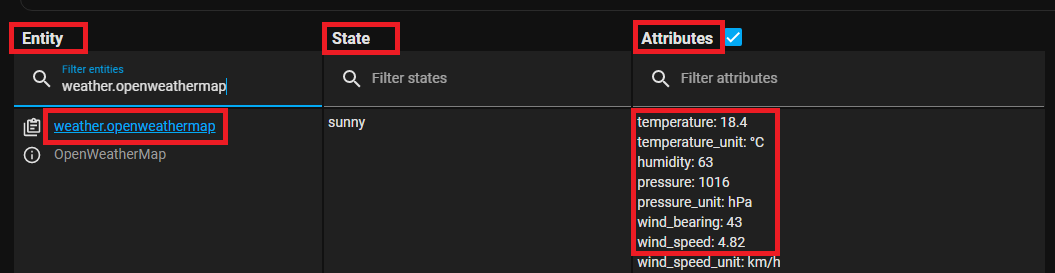 Entity
State
Attributes
Filter entities
weather.openweathermap
Filter states
Filter attributes
weather.openweathermap
OpenWeatherMap
sunny
temperature: 18.4
temperature_unit: °C
humidity: 63
pressure: 1016
pressure_unit: hPa
wind_bearing: 43
wind_speed: 4.82
wind_speed_unit: km/h